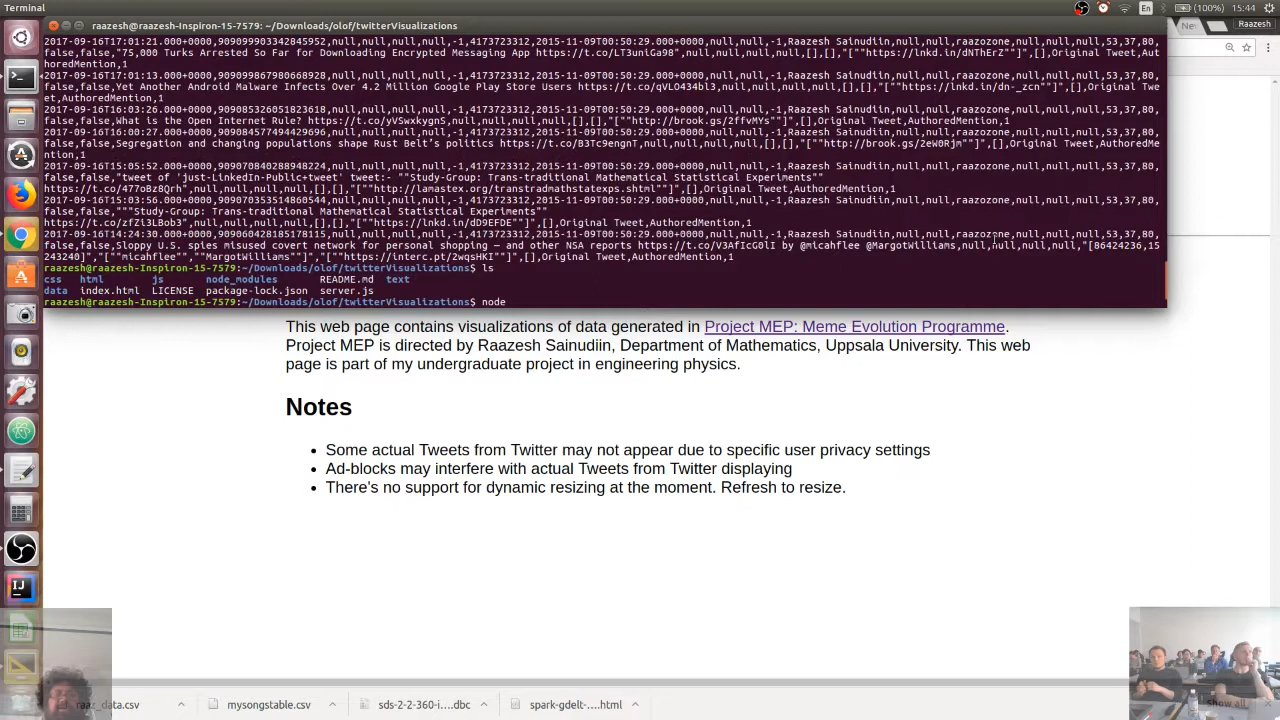 Terminal
En
(100%)
15:44
raazesh@raazesh-Inspiron-15-7579: ~/Downloads/olof/twitterVisualizations
Raazesh
2017-09-16T17:01:21.000+0000,909099903342845952,null,null,null,null,-1,4173723312,2015-11-09T00:50:29.000+0000,-1,Raazesh Sainudiin,null,null,raazozone,null,null,null,53,37,80,
false,false,"75,000 Turks Arrested So Far for Downloading Encrypted Messaging App https://t.co/LT3unlGa98",null,null,null,null,[],[],"[""https://lnkd.in/dNThErZ""]",[],Original Tweet,Aut
horedMention,1
2017-09-16T17:01:13.000+0000,909099867980668928,null,null,null,null,-1,4173723312,2015-11-09T00:50:29.000+0000,-1,Raazesh Sainudiin,null,null,raazozone,null,null,null,53,37,80,
false,false,Yet Another Android Malware Infects Over 4.2 Million Google Play Store Users https://t.co/qVLO434bl3,null,null,null,null,[],[],"[""https://lnkd.in/dn-_zcn""]",[],Original Twe
et,AuthoredMention,1
2017-09-16T16:03:26.000+0000,909085326051823618,null,null,null,null,-1,4173723312,2015-11-09T00:50:29.000+0000,-1,Raazesh Sainudiin,null,null,raazozone,null,null,null,53,37,80,
false,false,What is the Open Internet Rule? https://t.co/yVSwxkygnS,null,null,null,null,[],[],"[""http://brook.gs/2ffvMYs""]",[],Original Tweet,AuthoredMention,1
2017-09-16T16:00:27.000+0000,909084577494429696,null,null,null,null,-1,4173723312,2015-11-09T00:50:29.000+0000,-1,Raazesh Sainudiin,null,null,raazozone,null,null,null,53,37,80,
false,false,Segregation and changing populations shape Rust Belt's politics https://t.co/B3Tc9engnT,null,null,null,null,[],[],"[""http://brook.gs/2eW0Rjm""]",[],Original Tweet,AuthoredMe
ntion,1
2017-09-16T15:05:52.000+0000,909070840288948224,null,null,null,null,-1,4173723312,2015-11-09T00:50:29.000+0000,-1,Raazesh Sainudiin,null,null,raazozone,null,null,null,53,37,80,
false,false,"tweet of 'just-LinkedIn-Public+tweet' tweet:- ""Study-Group: Trans-traditional Mathematical Statistical Experiments""
https://t.co/477oBz8Qrh",null,null,null,null,[],[],"[""http://lamastex.org/transtradmathstatexps.shtml""]",[],Original Tweet,AuthoredMention,1
2017-09-16T15:03:56.000+0000,909070353514860544,null,null,null,null,-1,4173723312,2015-11-09T00:50:29.000+0000,-1,Raazesh Sainudiin,null,null,raazozone,null,null,null,53,37,80,
false,false,"""Study-Group: Trans-traditional Mathematical Statistical Experiments""
https://t.co/zfZi3LBob3",null,null,null,null,[],[],"[""https://lnkd.in/dD9EFDE""]",[],Original Tweet,AuthoredMention,1
2017-09-16T14:24:30.000+0000,909060428185178115,null,null,null,null,-1,4173723312,2015-11-09T00:50:29.000+0000,-1,Raazesh Sainudiin,null,null,raazozone,null,null,null,53,37,80,
false,false,Sloppy U.S. spies misused covert network for personal shopping — and other NSA reports https://t.co/V3AfIcG0lI by @micahflee @MargotWilliams,null,null,null,null,"[86424236,15
243240]","[""micahflee"",""MargotWilliams""]","[""https://interc.pt/2wqsHKI""]",[],Original Tweet,AuthoredMention,1
raazesh@raazesh-Inspiron-15-7579:~/Downloads/olof/twitterVisualizations$ ls
css html js node_modules README.md text
data index.html LICENSE package-lock.json server.js
raazesh@raazesh-Inspiron-15-7579:~/Downloads/olof/twitterVisualizations$ node
This web page contains visualizations of data generated in Project MEP: Meme Evolution Programme.
Project MEP is directed by Raazesh Sainudiin, Department of Mathematics, Uppsala University. This web
page is part of my undergraduate project in engineering physics.
Notes
• Some actual Tweets from Twitter may not appear due to specific user privacy settings
• Ad-blocks may interfere with actual Tweets from Twitter displaying
• There's no support for dynamic resizing at the moment. Refresh to resize.
mysongstable.csv
sds-2-2-360-i....dbc
spark-gdelt-....html
Show all